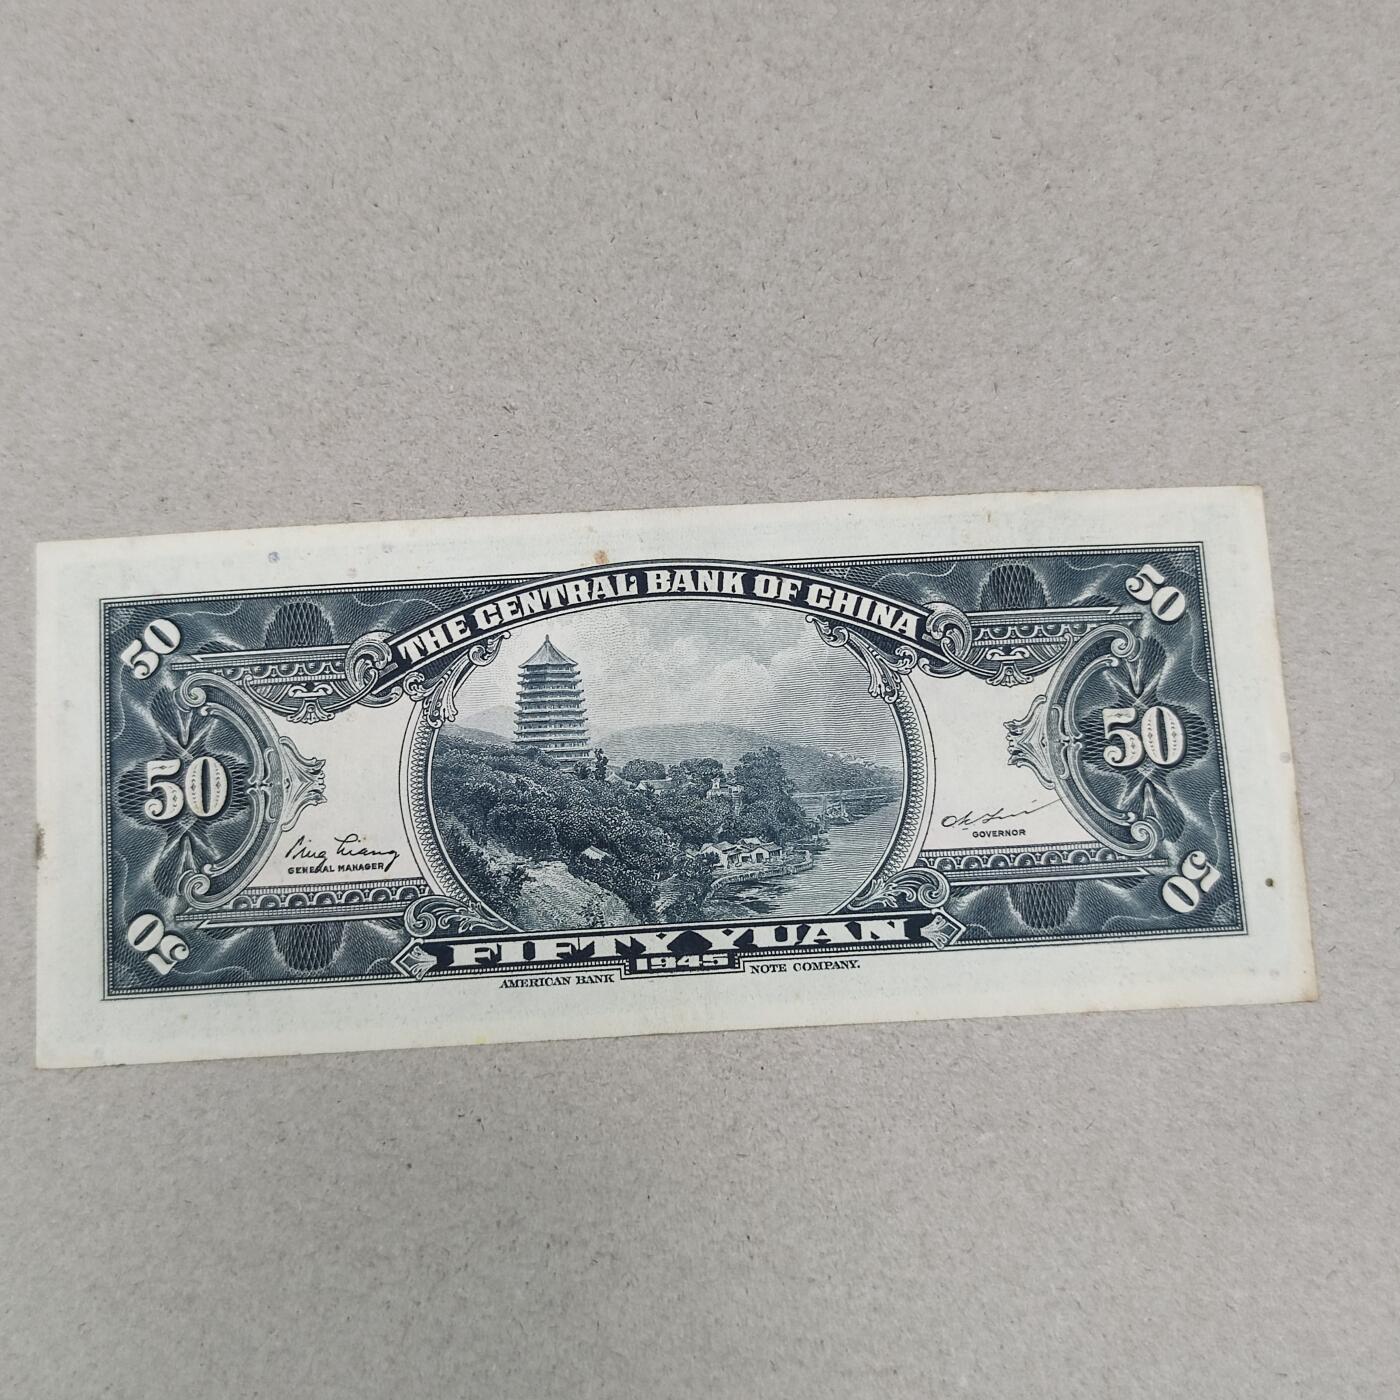 THE CENTRAL BANK OF CHINA
50
50
50
50
GENERAL MANAGER
GOVERNOR
50
50
FIFTY YUAN
1945
AMERICAN BANK NOTE COMPANY.